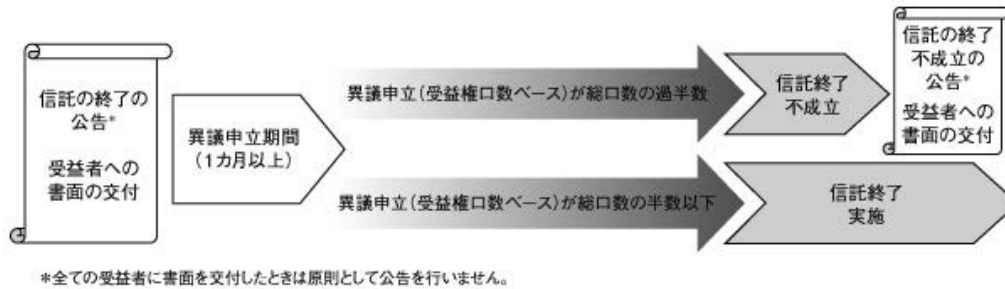 信託の終了の
公告*
受益者への
書面の交付
異議申立期間
(1カ月以上)
異議申立(受益権口数ベース)が総口数の過半数
信託終了
不成立
信託の終了
不成立の
公告*
受益者への
書面の交付
異議申立(受益権口数ベース)が総口数の半数以下
信託終了
実施
*全ての受益者に書面を交付したときは原則として公告を行いません。